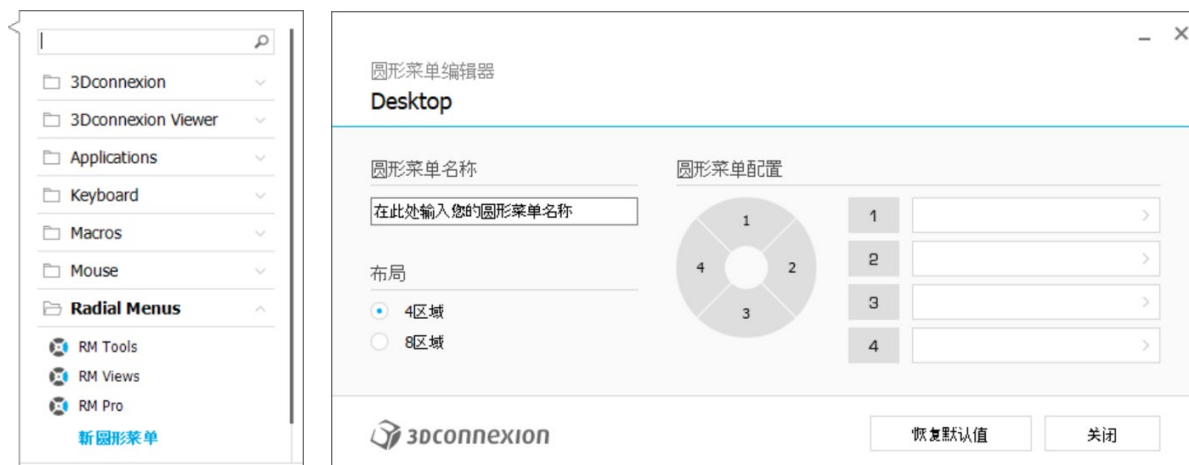 3Dconnexion
3Dconnexion Viewer
Applications
Keyboard
Macros
Mouse
Radial Menus
RM Tools
RM Views
RM Pro
新圆形菜单
圆形菜单编辑器
Desktop
圆形菜单名称
在此处输入您的圆形菜单名称
布局
4区域
8区域
圆形菜单配置
1
4 2
3
1
2
3
4
3Dconnexion
恢复默认值 关闭